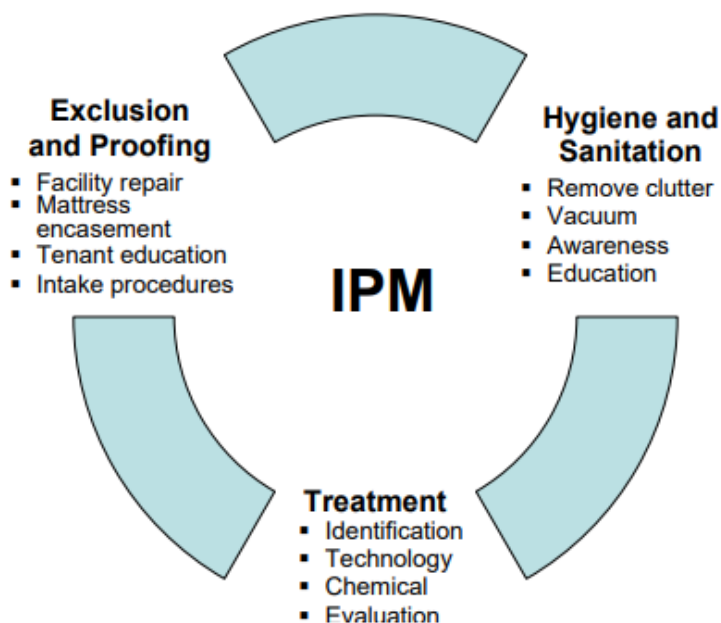 Exclusion
and Proofing
▪ Facility repair
▪ Mattress
encasement
▪ Tenant education
▪ Intake procedures
Hygiene and
Sanitation
▪ Remove clutter
▪ Vacuum
▪ Awareness
▪ Education
IPM
Treatment
▪ Identification
▪ Technology
▪ Chemical
▪ Evaluation